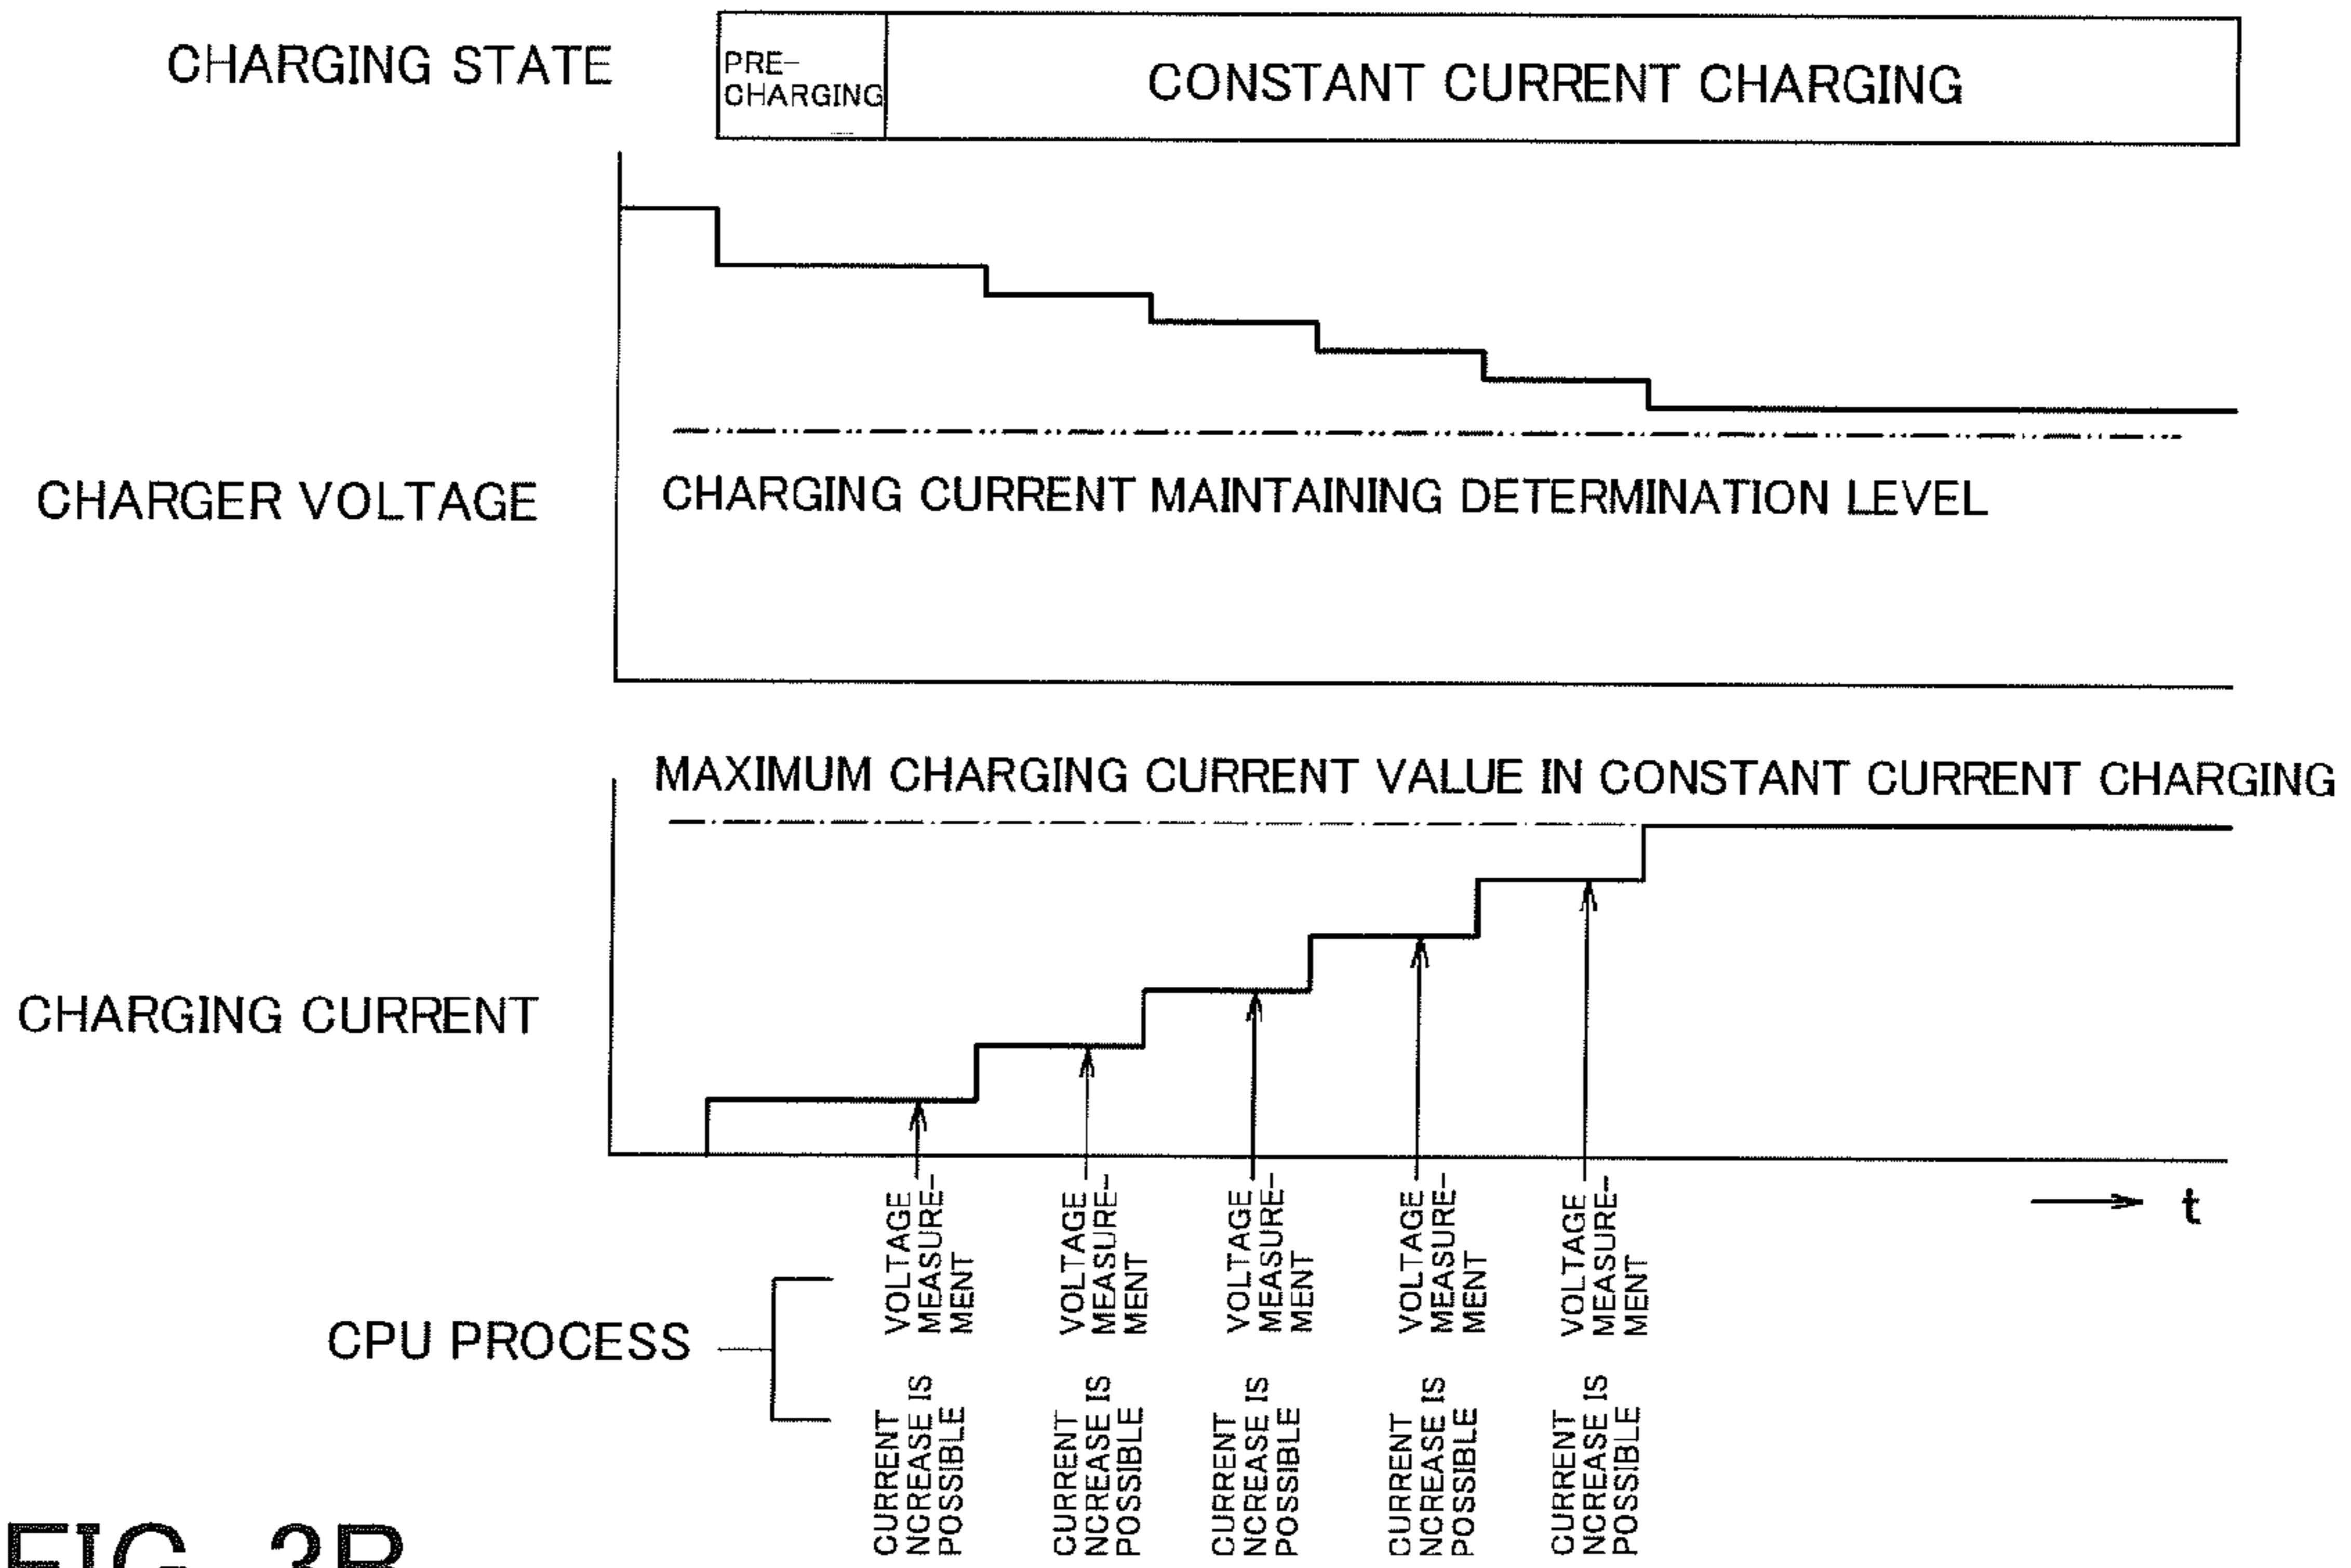 CHARGING STATE
PRE-
CHARGING
CONSTANT CURRENT CHARGING
CHARGER VOLTAGE
CHARGING CURRENT MAINTAINING DETERMINATION LEVEL
MAXIMUM CHARGING CURRENT VALUE IN CONSTANT CURRENT CHARGING
CHARGING CURRENT
t
CPU PROCESS
VOLTAGE
MEASURE-
MENT
VOLTAGE
MEASURE-
MENT
VOLTAGE
MEASURE-
MENT
VOLTAGE
MEASURE-
MENT
VOLTAGE
MEASURE-
MENT
CURRENT
NCREASE IS
POSSIBLE
CURRENT
NCREASE IS
POSSIBLE
CURRENT
NCREASE IS
POSSIBLE
CURRENT
NCREASE IS
POSSIBLE
CURRENT
NCREASE IS
POSSIBLE
FIG. 3B